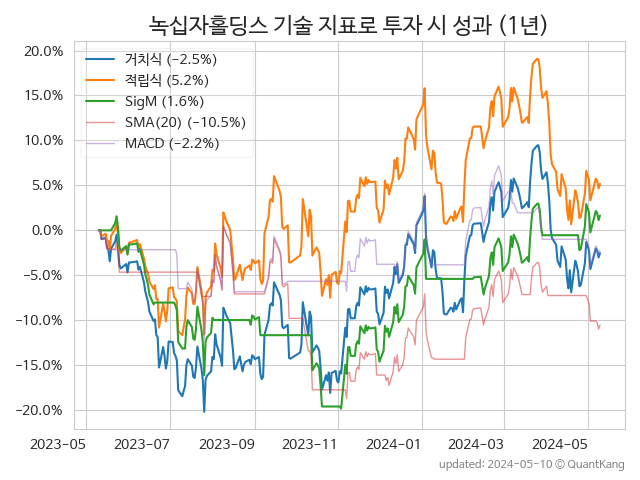 녹십자홀딩스 기술 지표로 투자 시 성과 (1년)
거치식 (−2.5%)
적립식 (5.2%)
SigM (1.6%)
SMA(20) (−10.5%)
MACD (−2.2%)
20.0%
15.0%
10.0%
5.0%
0.0%
−5.0%
−10.0%
−15.0%
−20.0%
2023-05 2023-07 2023-09 2023-11 2024-01 2024-03 2024-05
updated: 2024-05-10 © QuantKang